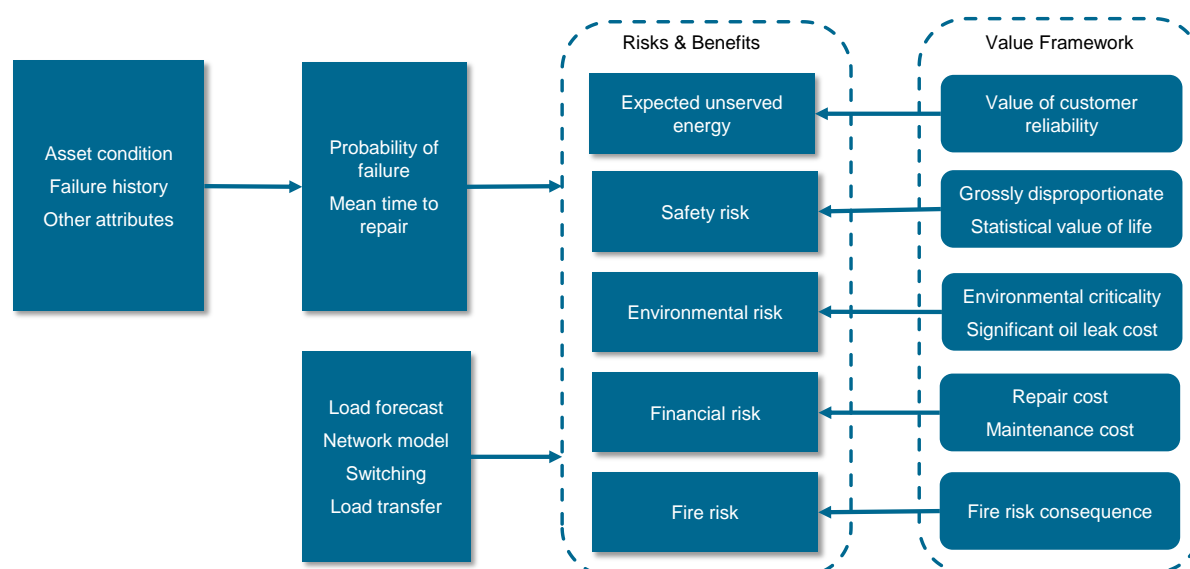 Asset condition
Failure history
Other attributes
Probability of
failure
Mean time to
repair
Load forecast
Network model
Switching
Load transfer
Risks & Benefits
Expected unserved
energy
Safety risk
Environmental risk
Financial risk
Fire risk
Value Framework
Value of customer
reliability
Grossly disproportionate
Statistical value of life
Environmental criticality
Significant oil leak cost
Repair cost
Maintenance cost
Fire risk consequence